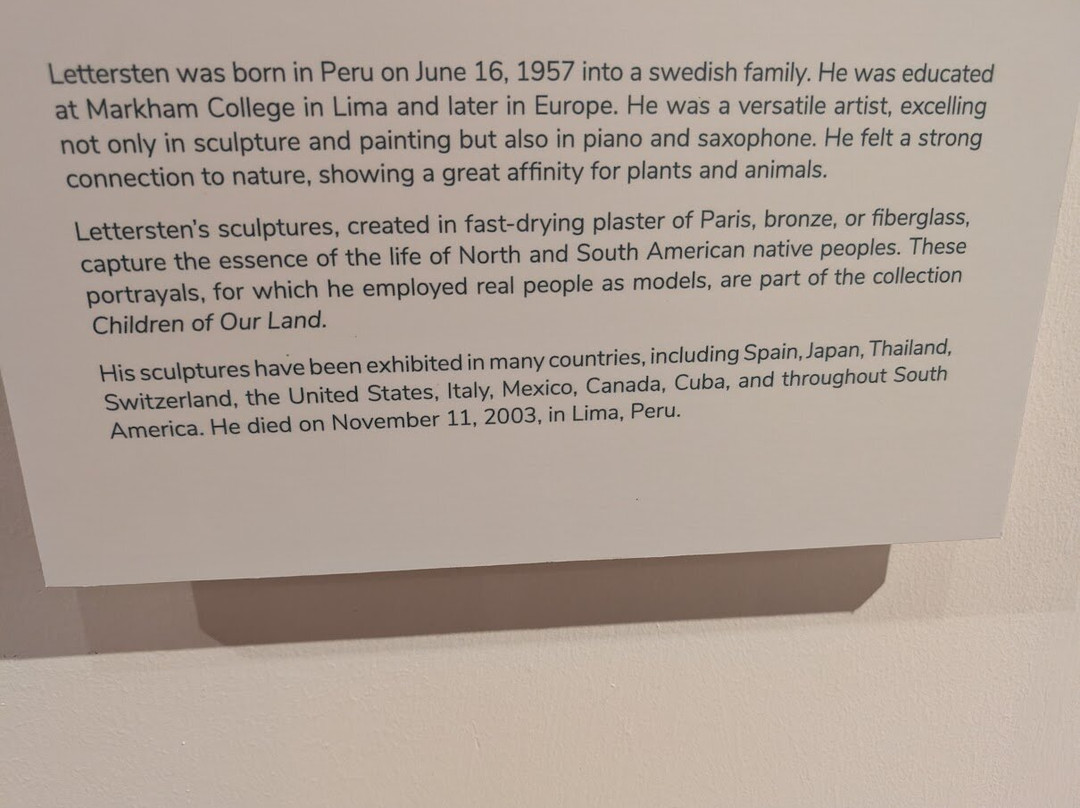 Lettersten was born in Peru on June 16, 1957 into a swedish family. He was educated
at Markham College in Lima and later in Europe. He was a versatile artist, excelling
not only in sculpture and painting but also in piano and saxophone. He felt a strong
connection to nature, showing a great affinity for plants and animals.
Lettersten's sculptures, created in fast-drying plaster of Paris, bronze, or fiberglass,
capture the essence of the life of North and South American native peoples. These
portrayals, for which he employed real people as models, are part of the collection
Children of Our Land.
His sculptures have been exhibited in many countries, including Spain, Japan, Thailand,
Switzerland, the United States, Italy, Mexico, Canada, Cuba, and throughout South
America. He died on November 11, 2003, in Lima, Peru.